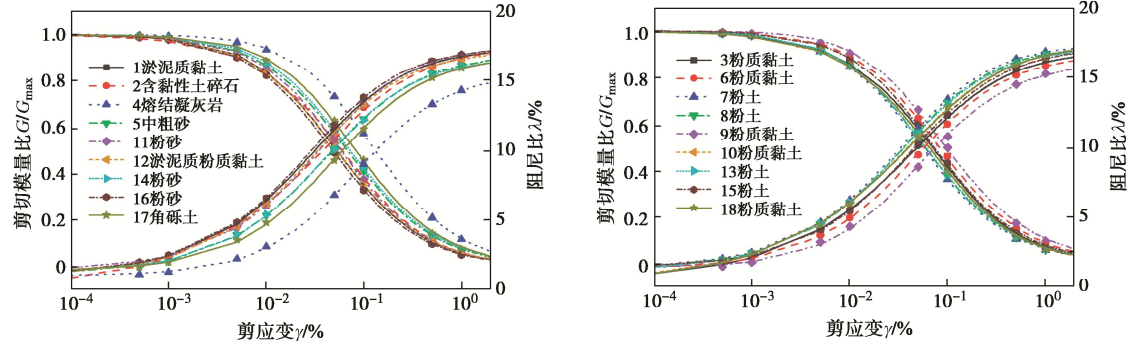 剪切模量比G/Gmax
1.0
0.80
0.6
0.4
0.2
0
1淤泥质黏土
2含黏性土碎石
4熔结凝灰岩
5中粗砂
11粉砂
12淤泥质粉质黏土
14粉砂
16粉砂
17角砾土
20
15
10
5
0
阻尼比λ/%
10⁻⁴
10⁻³
10⁻²
10⁻¹
10⁰
剪应变γ/%
剪切模量比G/Gmax
1.0
0.80
0.6
0.4
0.2
0
3粉质黏土
6粉质黏土
7粉土
8粉土
9粉质黏土
10粉质黏土
13粉土
15粉土
18粉质黏土
20
15
10
5
0
阻尼比λ/%
10⁻⁴
10⁻³
10⁻²
10⁻¹
10⁰
剪应变γ/%